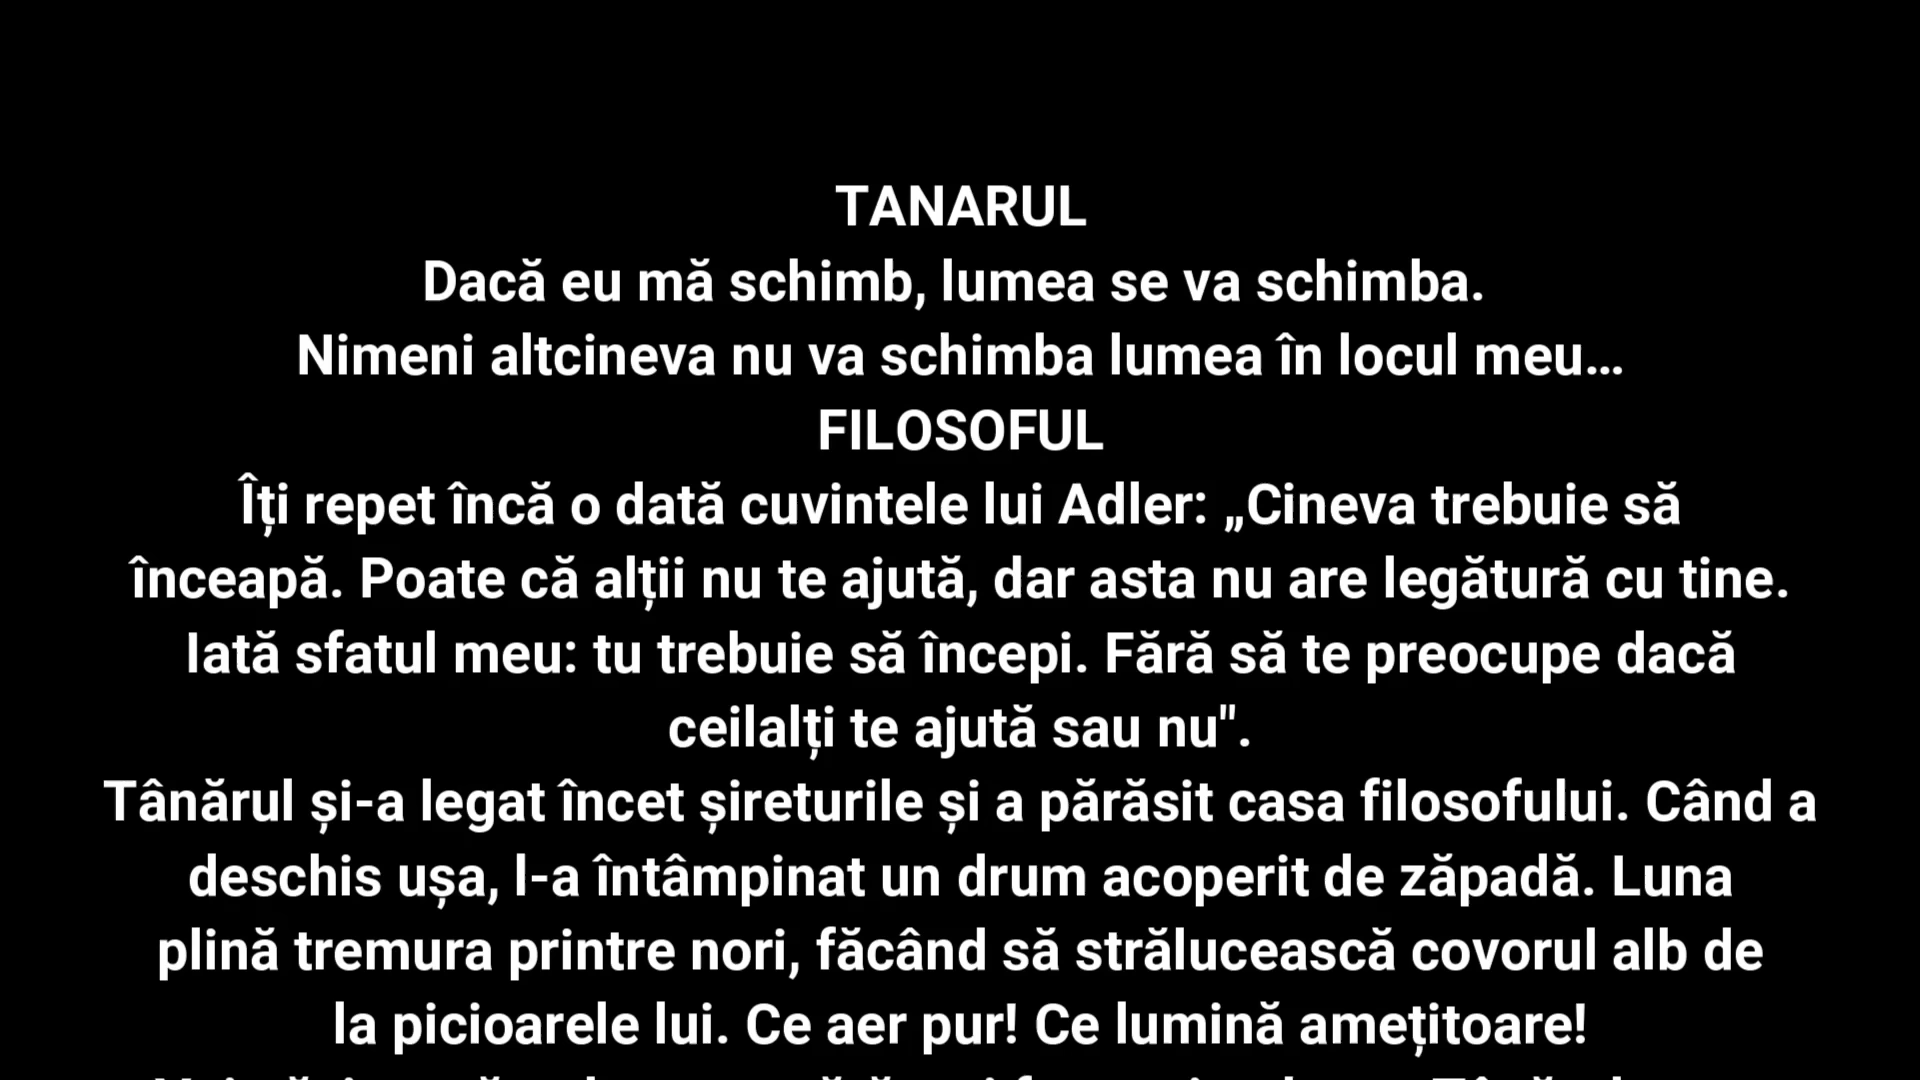 TANARUL
Dacă eu mă schimb, lumea se va schimba.
Nimeni altcineva nu va schimba lumea în locul meu...
FILOSOFUL
Îți repet încă o dată cuvintele lui Adler: „Cineva trebuie să
înceapă. Poate că alții nu te ajută, dar asta nu are legătură cu tine.
Iată sfatul meu: tu trebuie să începi. Fără să te preocupe dacă
ceilalți te ajută sau nu".
Tânărul și-a legat încet șireturile și a părăsit casa filosofului. Când a
deschis ușa, l-a întâmpinat un drum acoperit de zăpadă. Luna
plină tremura printre nori, făcând să strălucească covorul alb de
la picioarele lui. Ce aer pur! Ce lumină amețitoare!